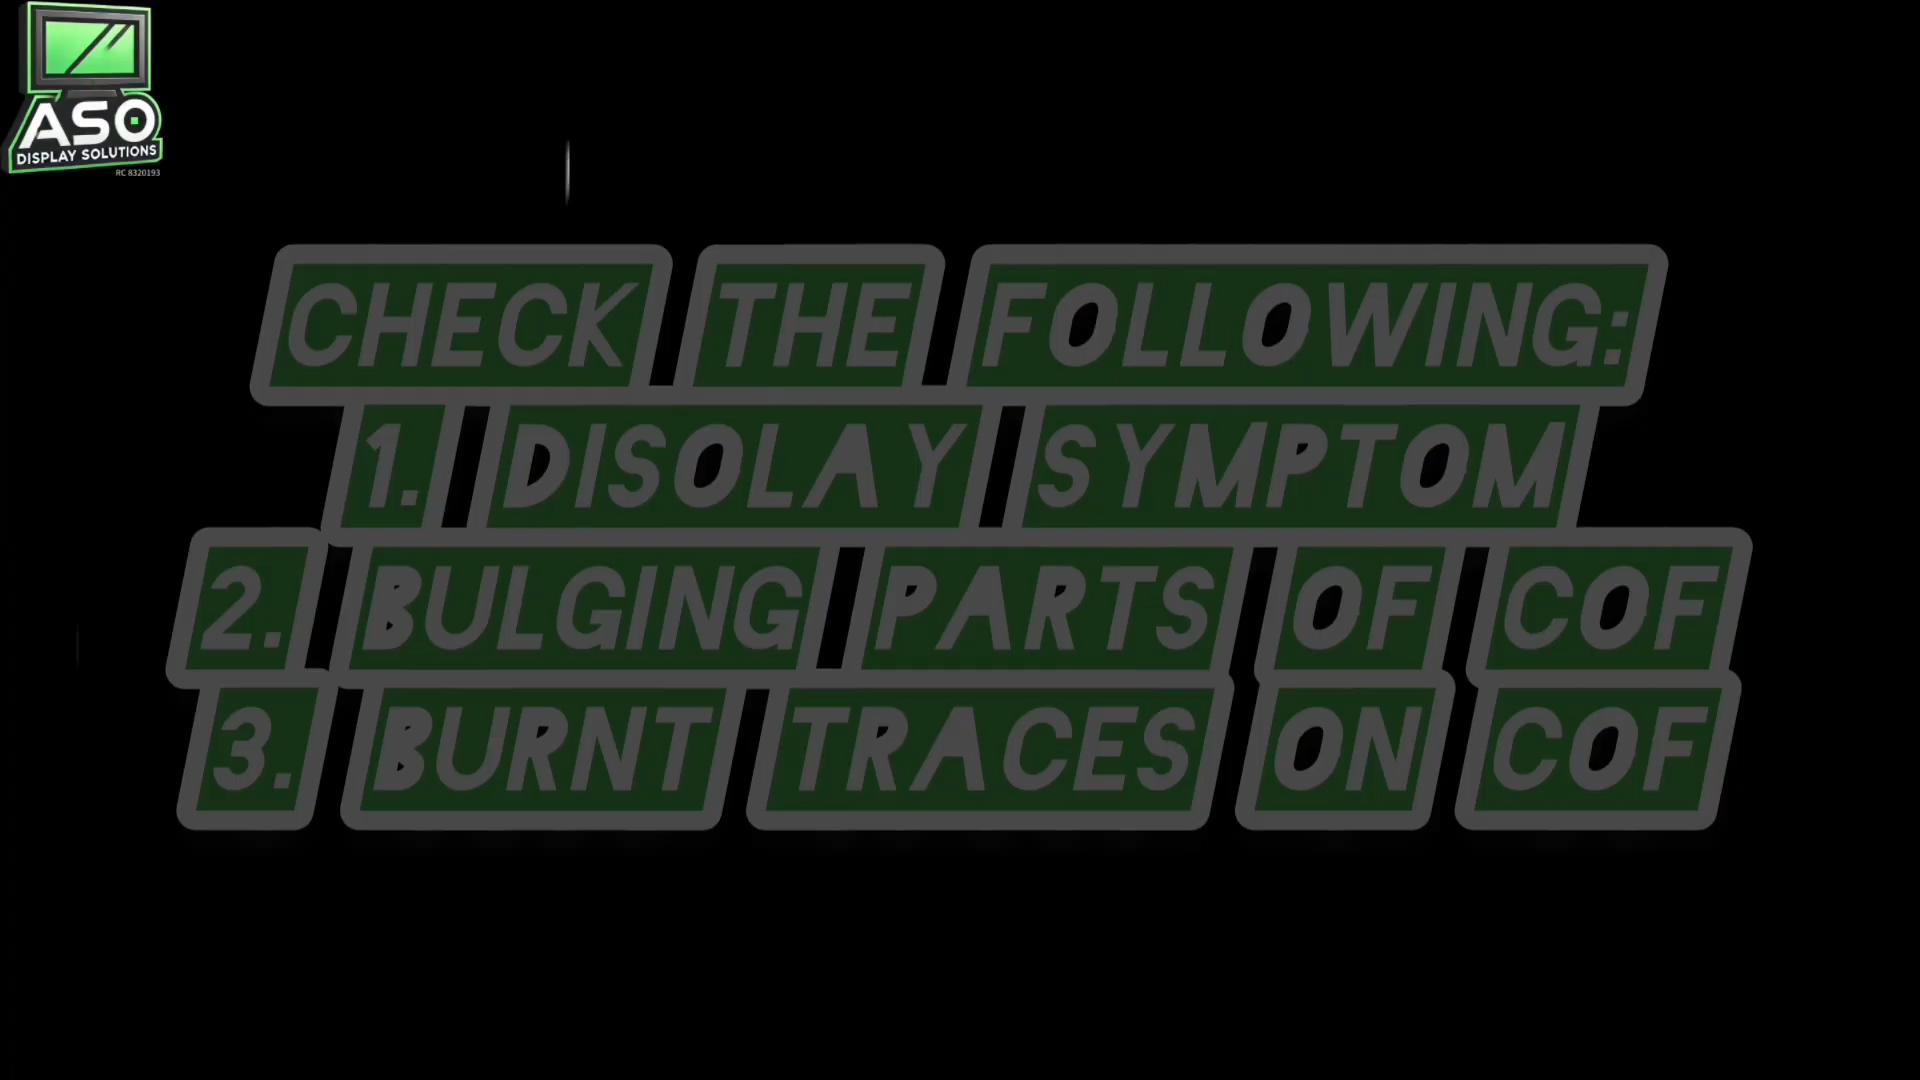 ASO
DISPLAY SOLUTIONS
RC 8320193
CHECK THE FOLLOWING:
1. DISOLAY SYMPTOM
2. BULGING PARTS OF COF
3. BURNT TRACES ON COF